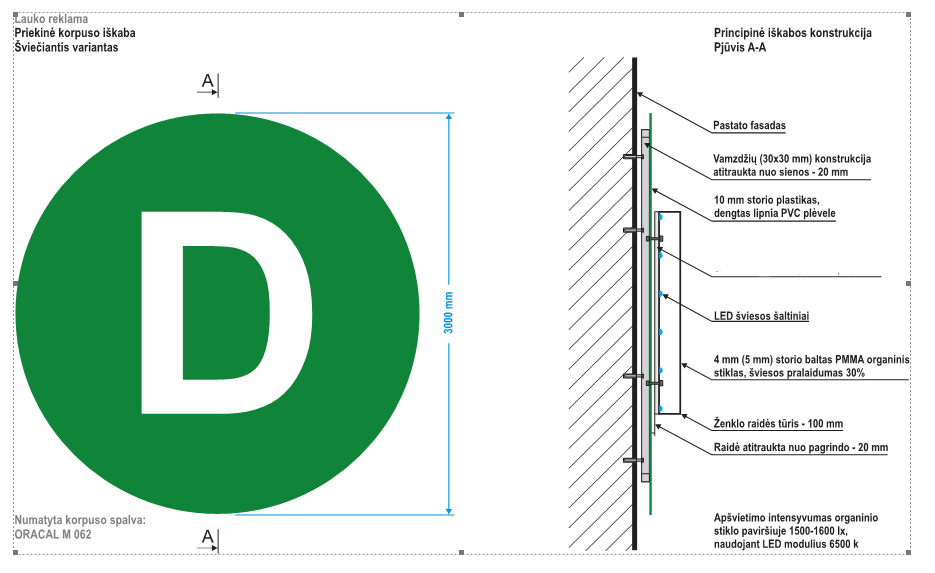 Lauko reklama
Priekinė korpuso iškaba
Šviečiantis variantas
Principinė iškabos konstrukcija
Pjūvis A-A
A
D
3000 mm
Pastato fasadas
Vamzdžių (30x30 mm) konstrukcija
atitraukta nuo sienos - 20 mm
10 mm storio plastikas,
dengtas lipnia PVC plėvele
LED šviesos šaltiniai
4 mm (5 mm) storio baltas PMMA organinis
stiklas, šviesos pralaidumas 30%
Ženklo raidės tūris - 100 mm
Raidė atitraukta nuo pagrindo - 20 mm
Numatyta korpuso spalva:
ORACAL M 062
A
Apšvietimo intensyvumas organinio
stiklo paviršiuje 1500-1600 lx,
naudojant LED modulius 6500 k